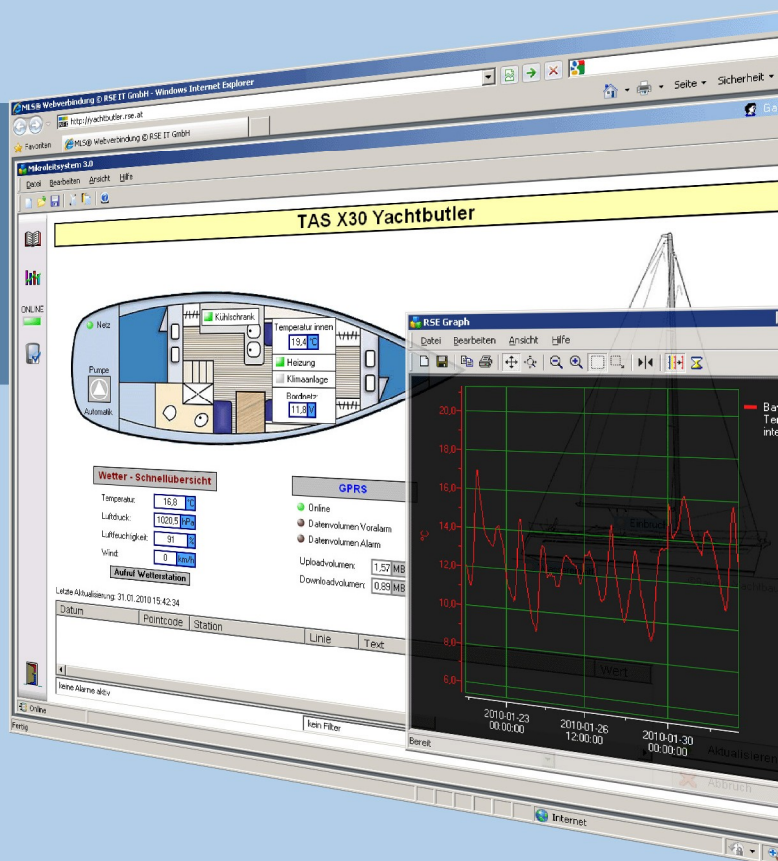 MLS® Webverbindung © RSE IT GmbH - Windows Internet Explorer
http://yachtbutler.rse.at
Favoriten
MLS® Webverbindung © RSE IT GmbH
Seite
Sicherheit
Mikroleitsystem 3.0
Datei Bearbeiten Ansicht Hilfe
TAS X30 Yachtbutler
ONLINE
Netz
Kühlschrank
Temperatur innen
19,4 °C
Heizung
Klimaanlage
Bordnetz
11,8 V
Pumpe
Automatik
Wetter - Schnellübersicht
Temperatur: 16,8 °C
Luftdruck: 1020,5 hPa
Luftfeuchtigkeit: 91 %
Wind: 0 km/h
Aufruf Wetterstation
GPRS
Online
Datenvolumen Voralarm
Datenvolumen Alarm
Uploadvolumen: 1,57 MB
Downloadvolumen: 0,89 MB
Letzte Aktualisierung: 31.01.2010 15:42:34
Datum Pointcode Station Linie Text Wert
keine Alarme aktiv
kein Filter
Online
Fertig
RSE Graph
Datei Bearbeiten Ansicht Hilfe
20,0
18,0
16,0
14,0
12,0
10,0
8,0
6,0
°C
Einbruch
2010-01-23 00:00:00
2010-01-26 12:00:00
2010-01-30 00:00:00
Bereit
Aktualisieren
Abbruch
Internet